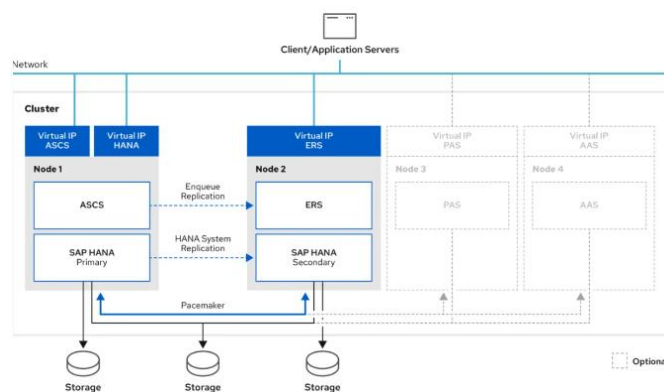 Client/Application Servers
Network
Cluster
Virtual IP
ASCS
Virtual IP
HANA
Virtual IP
ERS
Virtual IP
PAS
Virtual IP
AAS
Node 1
Node 2
Node 3
Node 4
ASCS
Enqueue
Replication
ERS
PAS
AAS
SAP HANA
Primary
HANA System
Replication
SAP HANA
Secondary
Pacemaker
Storage
Storage
Storage
Optiona